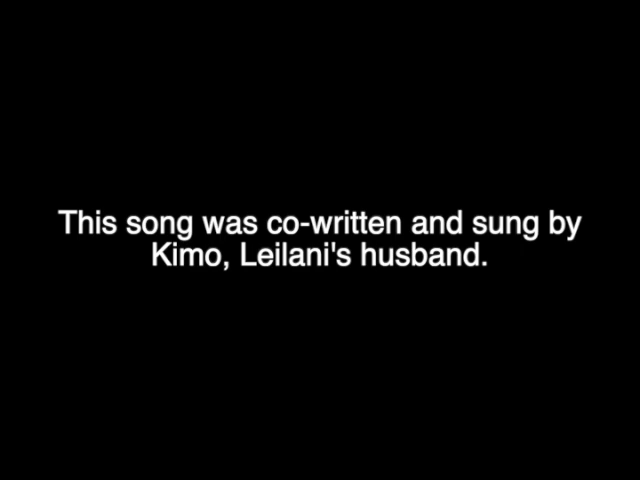 This song was co-written and sung by
Kimo, Leilani's husband.